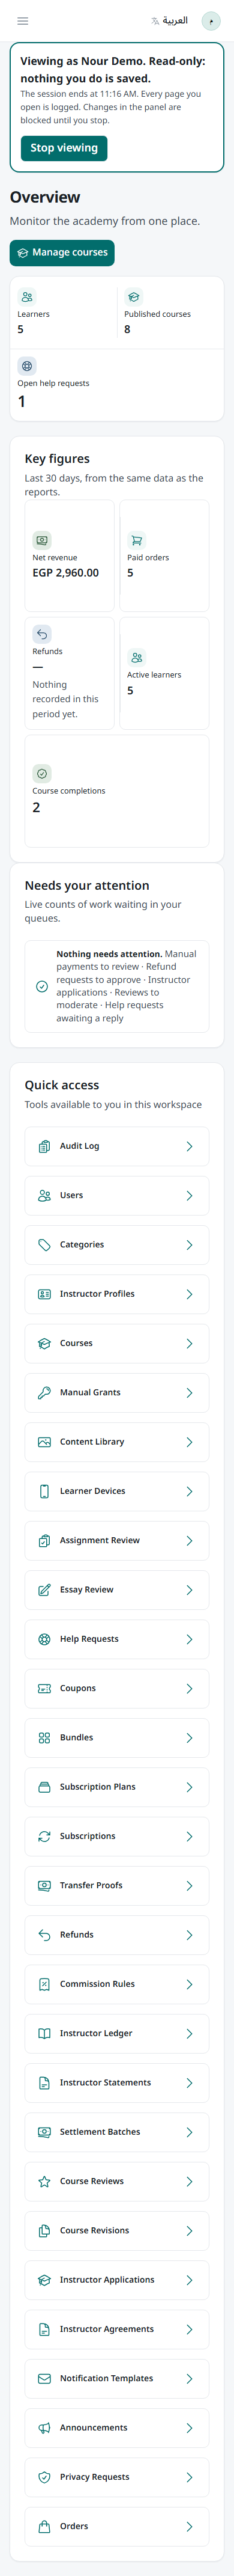 العربية
م
Viewing as Nour Demo. Read-only:
nothing you do is saved.
The session ends at 11:16 AM. Every page you
open is logged. Changes in the panel are
blocked until you stop.
Stop viewing
Overview
Monitor the academy from one place.
Manage courses
Learners
5
Published courses
8
Open help requests
1
Key figures
Last 30 days, from the same data as the
reports.
Net revenue
EGP 2,960.00
Paid orders
5
Refunds
—
Nothing
recorded in this
period yet.
Active learners
5
Course completions
2
Needs your attention
Live counts of work waiting in your
queues.
Nothing needs attention. Manual
payments to review · Refund
requests to approve · Instructor
applications · Reviews to
moderate · Help requests
awaiting a reply
Quick access
Tools available to you in this workspace
Audit Log
Users
Categories
Instructor Profiles
Courses
Manual Grants
Content Library
Learner Devices
Assignment Review
Essay Review
Help Requests
Coupons
Bundles
Subscription Plans
Subscriptions
Transfer Proofs
Refunds
Commission Rules
Instructor Ledger
Instructor Statements
Settlement Batches
Course Reviews
Course Revisions
Instructor Applications
Instructor Agreements
Notification Templates
Announcements
Privacy Requests
Orders